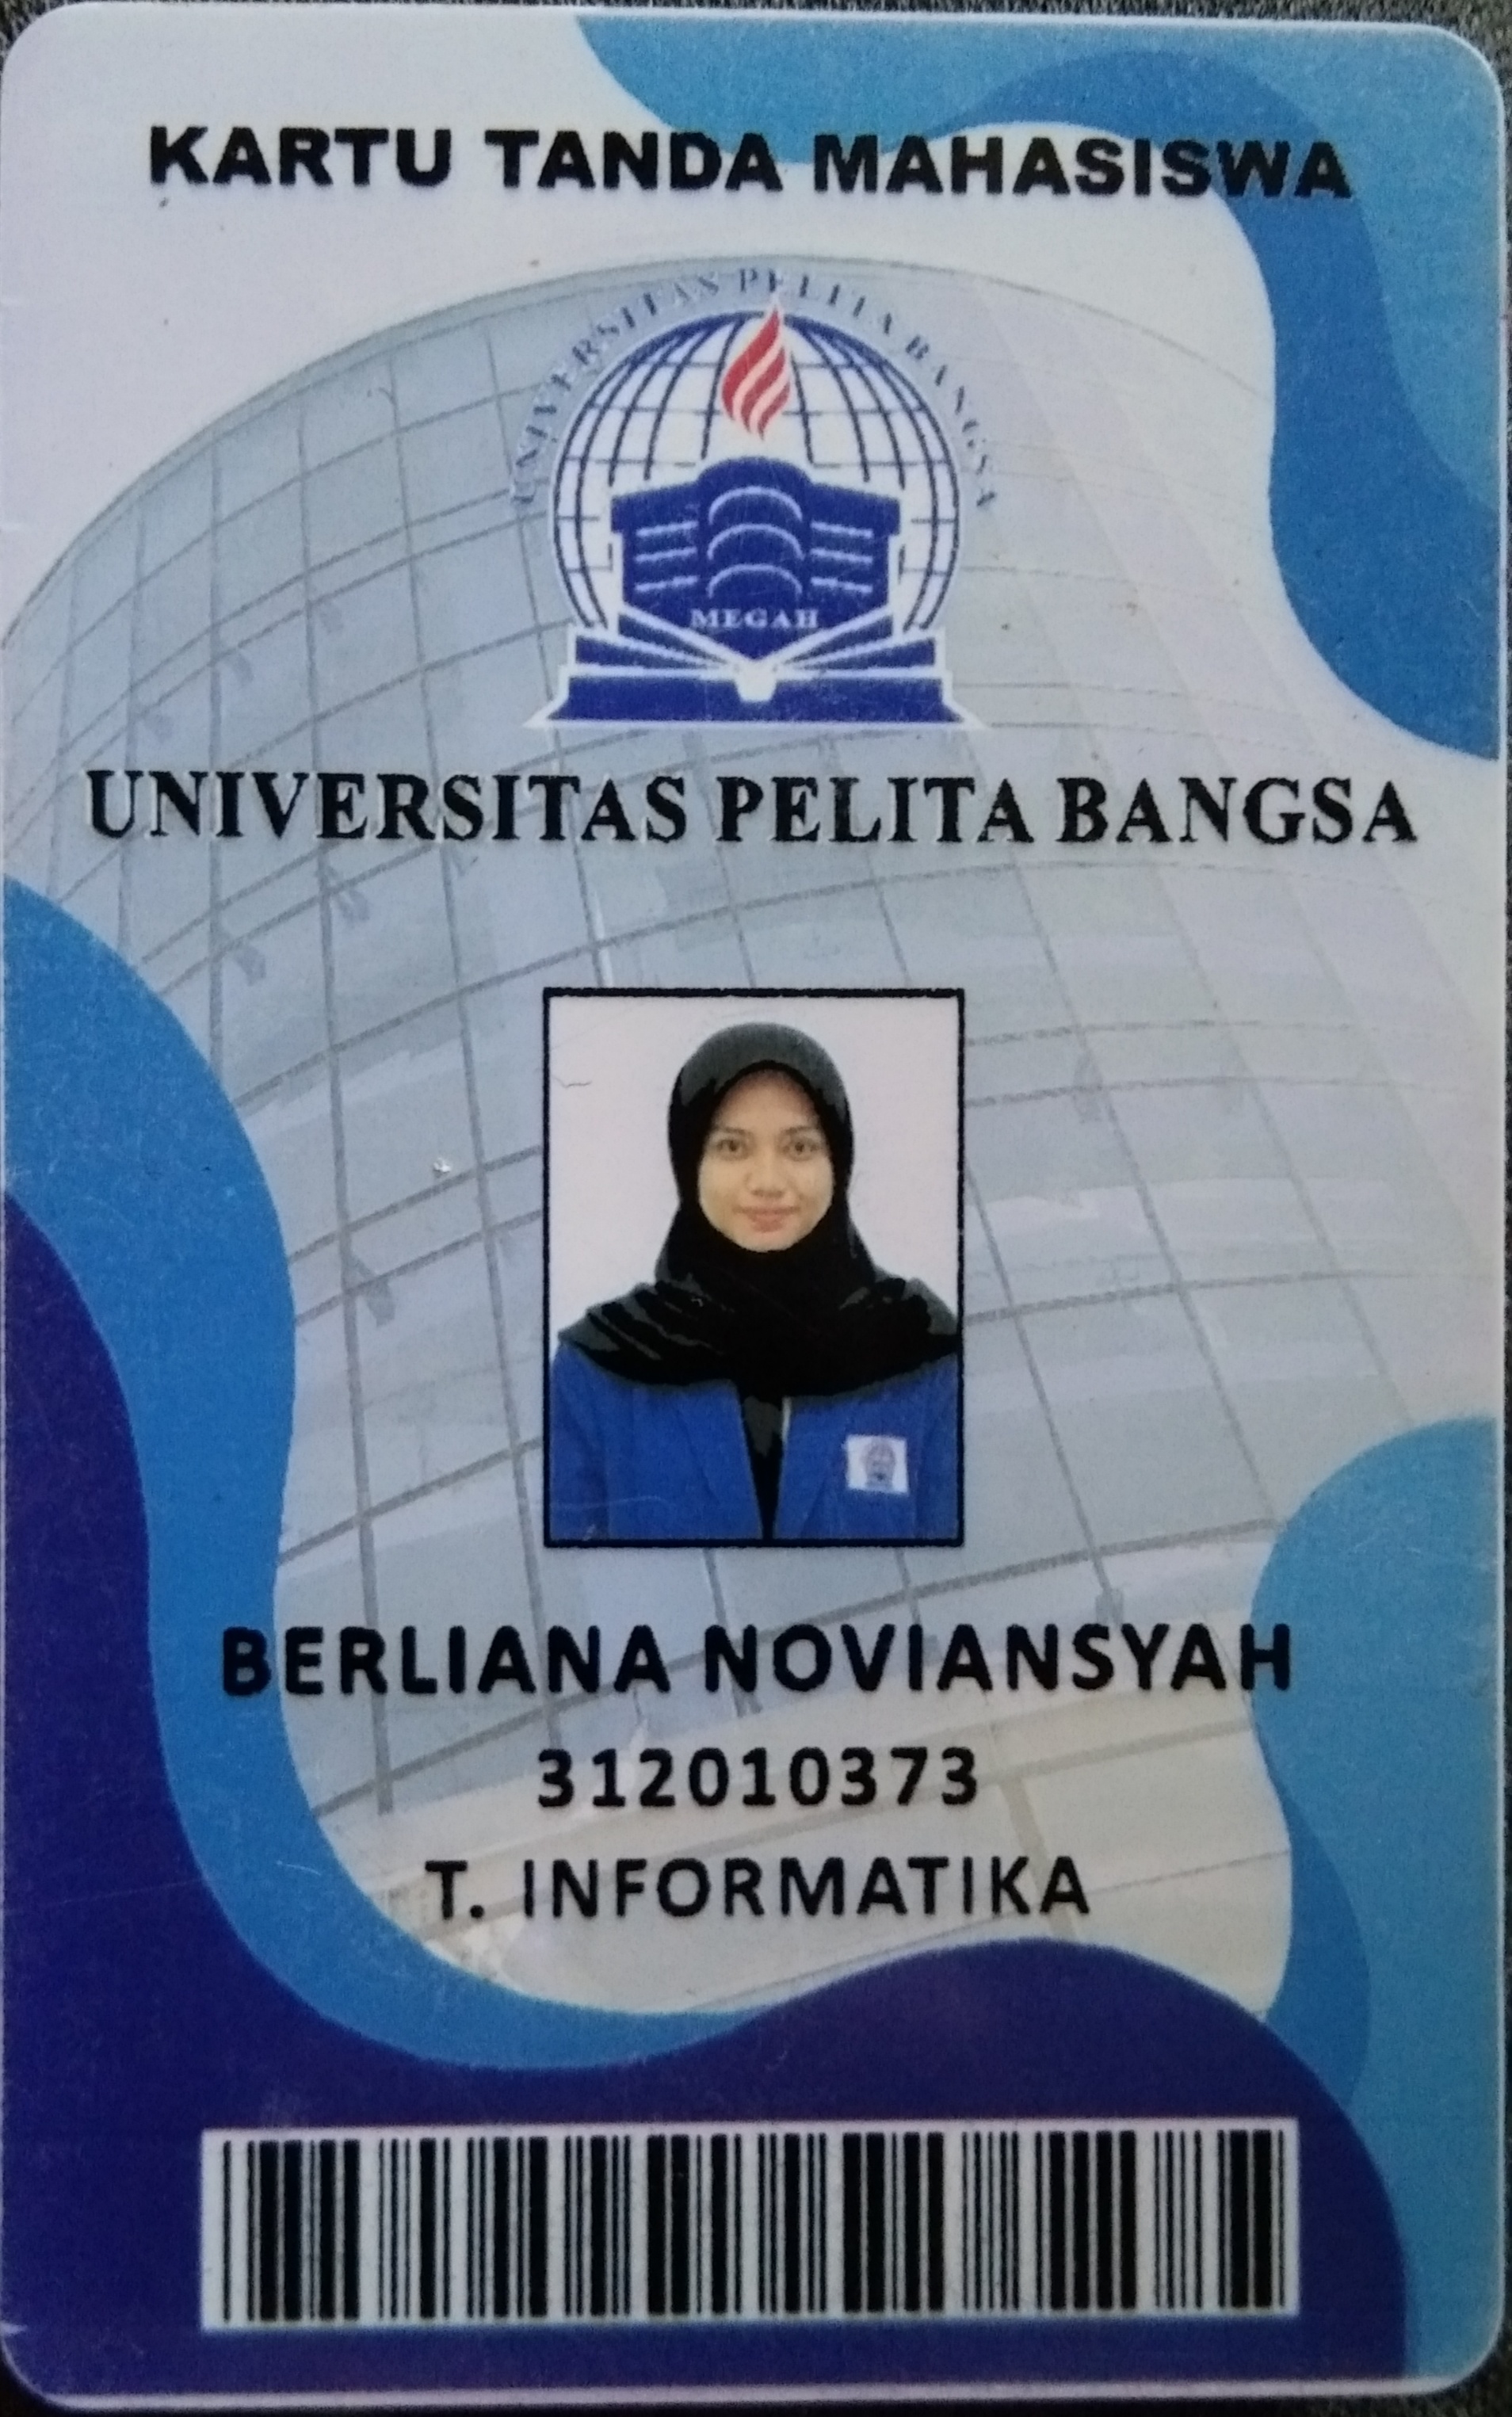 KARTU TANDA MAHASISWA
UNIVERSITAS PELITA BANGSA
MEGAH
UNIVERSITAS PELITA BANGSA
BERLIANA NOVIANSYAH
312010373
T. INFORMATIKA